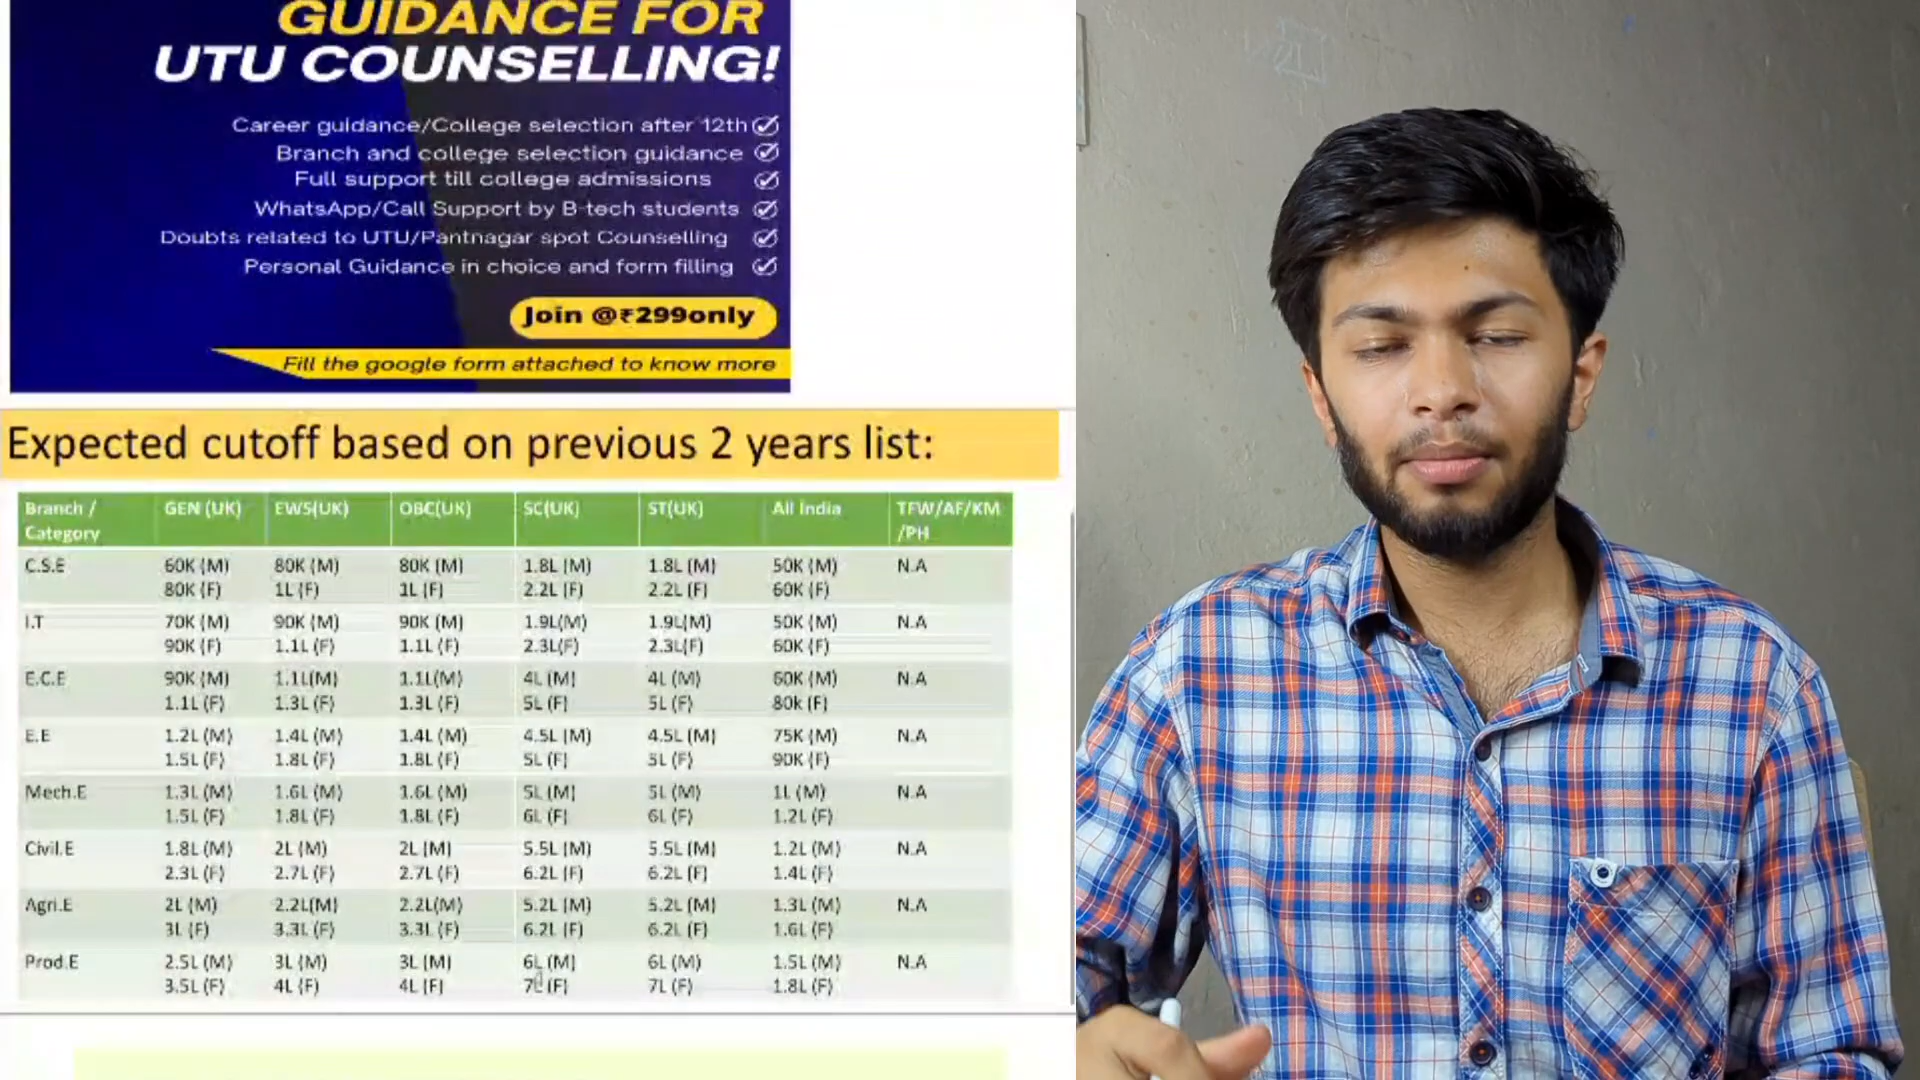 GUIDANCE FOR
UTU COUNSELLING!
Career guidance/College selection after 12th
Branch and college selection guidance
Full support till college admissions
WhatsApp/Call Support by B-tech students
Doubts related to UTU/Pantnagar spot Counselling
Personal Guidance in choice and form filling
Join @₹299only
Fill the google form attached to know more
Expected cutoff based on previous 2 years list:
Branch / Category GEN (UK) EWS(UK) OBC(UK) SC(UK) ST(UK) All India TFW/AF/KM /PH
C.S.E 60K (M) 80K (M) 80K (M) 1.8L (M) 1.8L (M) 50K (M) N.A
80K (F) 1L (F) 1L (F) 2.2L (F) 2.2L (F) 60K (F)
I.T 70K (M) 90K (M) 90K (M) 1.9L(M) 1.9L(M) 50K (M) N.A
90K (F) 1.1L (F) 1.1L (F) 2.3L(F) 2.3L(F) 60K (F)
E.C.E 90K (M) 1.1L(M) 1.1L(M) 4L (M) 4L (M) 60K (M) N.A
1.1L (F) 1.3L (F) 1.3L (F) 5L (F) 5L (F) 80k (F)
E.E 1.2L (M) 1.4L (M) 1.4L (M) 4.5L (M) 4.5L (M) 75K (M) N.A
1.5L (F) 1.8L (F) 1.8L (F) 5L (F) 5L (F) 90K (F)
Mech.E 1.3L (M) 1.6L (M) 1.6L (M) 5L (M) 5L (M) 1L (M) N.A
1.5L (F) 1.8L (F) 1.8L (F) 6L (F) 6L (F) 1.2L (F)
Civil.E 1.8L (M) 2L (M) 2L (M) 5.5L (M) 5.5L (M) 1.2L (M) N.A
2.3L (F) 2.7L (F) 2.7L (F) 6.2L (F) 6.2L (F) 1.4L (F)
Agri.E 2L (M) 2.2L(M) 2.2L(M) 5.2L (M) 5.2L (M) 1.3L (M) N.A
3L (F) 3.3L (F) 3.3L (F) 6.2L (F) 6.2L (F) 1.6L (F)
Prod.E 2.5L (M) 3L (M) 3L (M) 6L (M) 6L (M) 1.5L (M) N.A
3.5L (F) 4L (F) 4L (F) 7L (F) 7L (F) 1.8L (F)